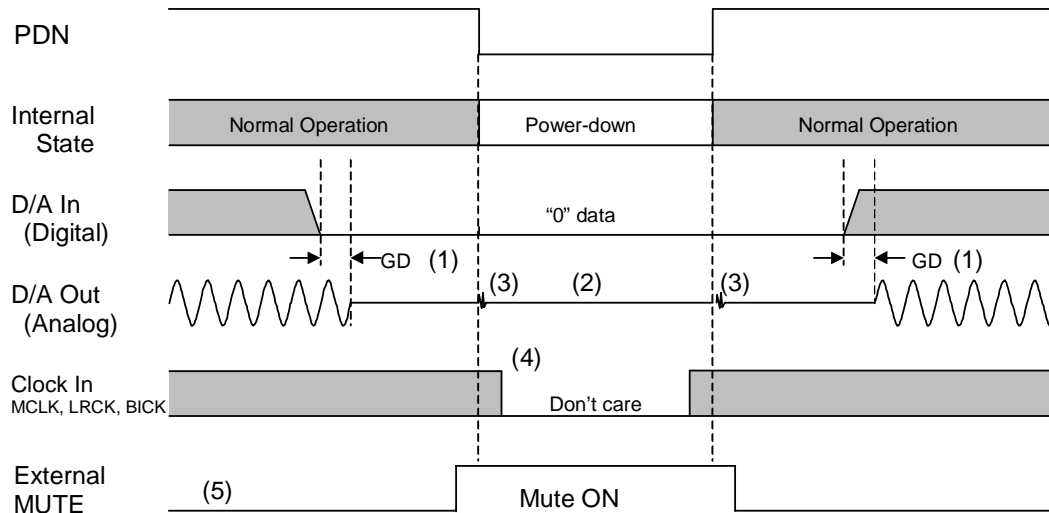 PDN
Internal
State
Normal Operation
Power-down
Normal Operation
D/A In
(Digital)
“0” data
GD (1)
GD (1)
D/A Out
(Analog)
(3)
(2)
(3)
Clock In
MCLK, LRCK, BICK
(4)
Don’t care
External
MUTE
(5)
Mute ON